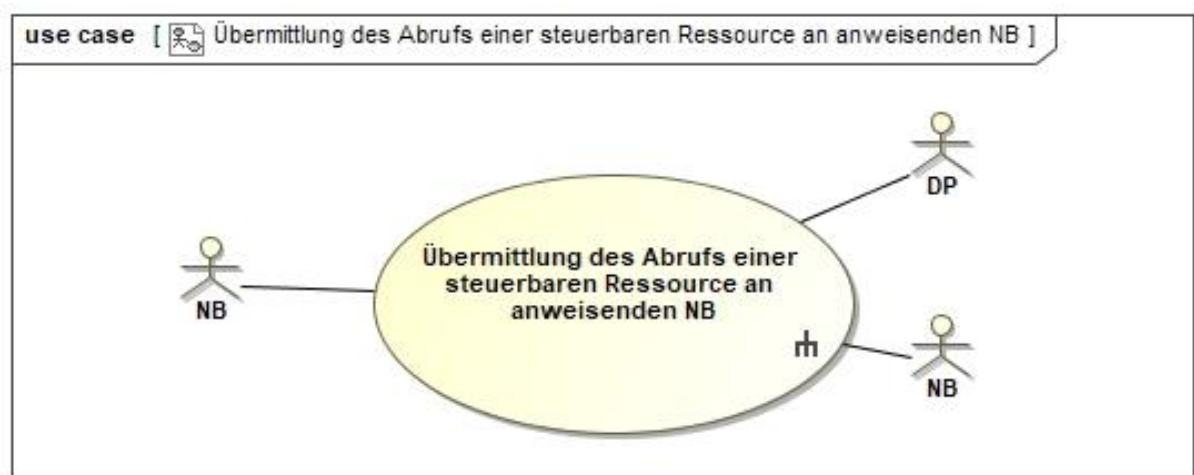 use case [ Übermittlung des Abrufs einer steuerbaren Ressource an anweisenden NB ]
DP
Übermittlung des Abrufs einer
steuerbaren Ressource an
anweisenden NB
NB
NB